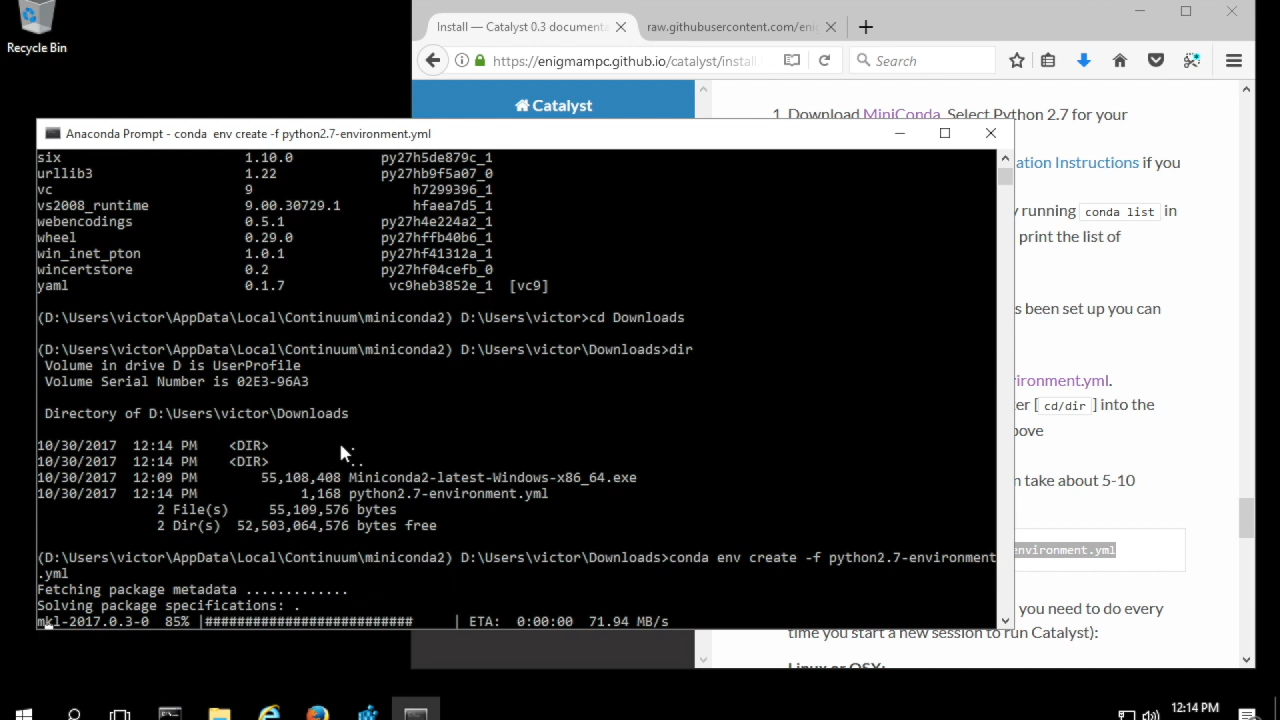 Recycle Bin
Install — Catalyst 0.3 documenta
raw.githubusercontent.com/eni
https://enigmampc.github.io/catalyst/install.
Search
Catalyst
1. Download MiniConda. Select Python 2.7 for your
ation Instructions if you
running conda list in
print the list of
s been set up you can
ironment.yml.
er [ cd/dir ] into the
ove
n take about 5-10
environment.yml
you need to do every
time you start a new session to run Catalyst):
Linux or OSX:
Anaconda Prompt - conda env create -f python2.7-environment.yml
six 1.10.0 py27h5de879c_1
urllib3 1.22 py27hb9f5a07_0
vc 9 h7299396_1
vs2008_runtime 9.00.30729.1 hfaea7d5_1
webencodings 0.5.1 py27h4e224a2_1
wheel 0.29.0 py27hffb40b6_1
win_inet_pton 1.0.1 py27hf41312a_1
wincertstore 0.2 py27hf04cefb_0
yaml 0.1.7 vc9heb3852e_1 [vc9]
(D:\Users\victor\AppData\Local\Continuum\miniconda2) D:\Users\victor>cd Downloads
(D:\Users\victor\AppData\Local\Continuum\miniconda2) D:\Users\victor\Downloads>dir
Volume in drive D is UserProfile
Volume Serial Number is 02E3-96A3
Directory of D:\Users\victor\Downloads
10/30/2017 12:14 PM <DIR> .
10/30/2017 12:14 PM <DIR> ..
10/30/2017 12:09 PM 55,108,408 Miniconda2-latest-Windows-x86_64.exe
10/30/2017 12:14 PM 1,168 python2.7-environment.yml
2 File(s) 55,109,576 bytes
2 Dir(s) 52,503,064,576 bytes free
(D:\Users\victor\AppData\Local\Continuum\miniconda2) D:\Users\victor\Downloads>conda env create -f python2.7-environment
.yml
Fetching package metadata .............
Solving package specifications: .
mkl-2017.0.3-0 85% |########################## | ETA: 0:00:00 71.94 MB/s
12:14 PM